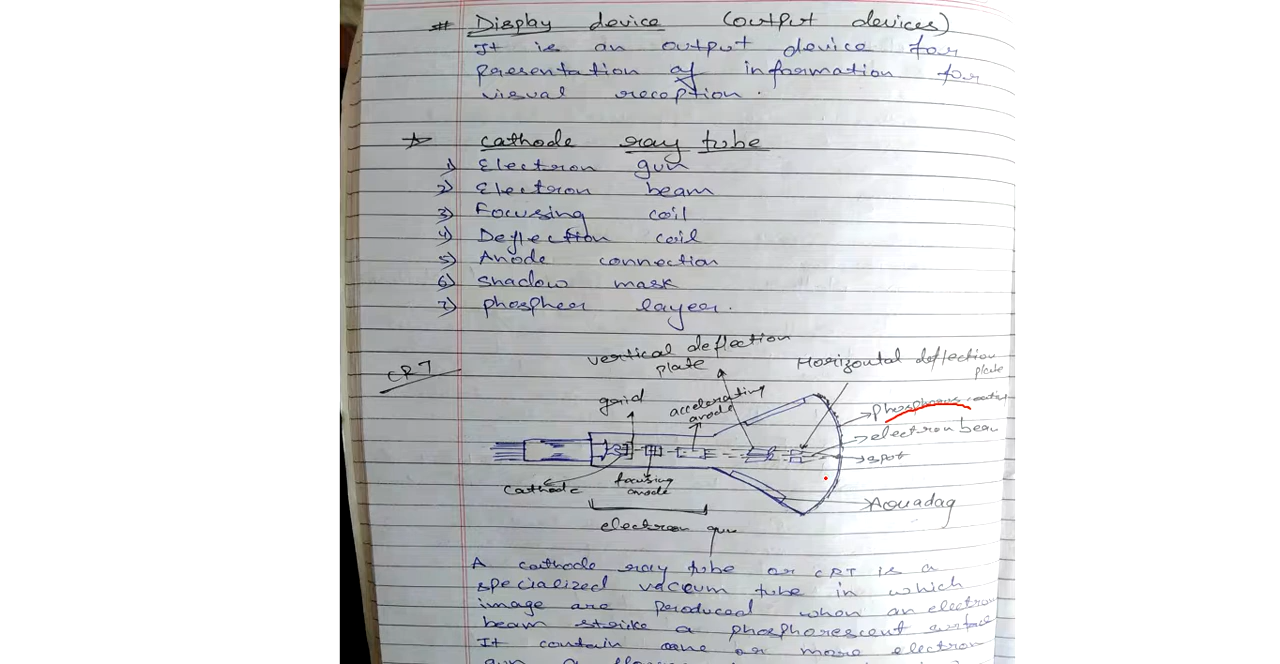 # Display device (output devices)
It is an output device for
presentation of information for
visual reception.
cathode ray tube
1) Electron gun
2) Electron beam
3) Focusing coil
4) Deflection coil
5) Anode connection
6) shadow mask
7) phospher layer.
vertical deflection
plate
Horizontal deflection
plate
CRT
grid
accelerating
anode
phosphorus
electron beam
spot
cathode
focusing
anode
Aquadag
electron gun
A cathode ray tube or CRT is a
specialized vaccum tube in which
image are produced when an electron
beam strike a phosphorescent surface
It contain one or more electron
gun a